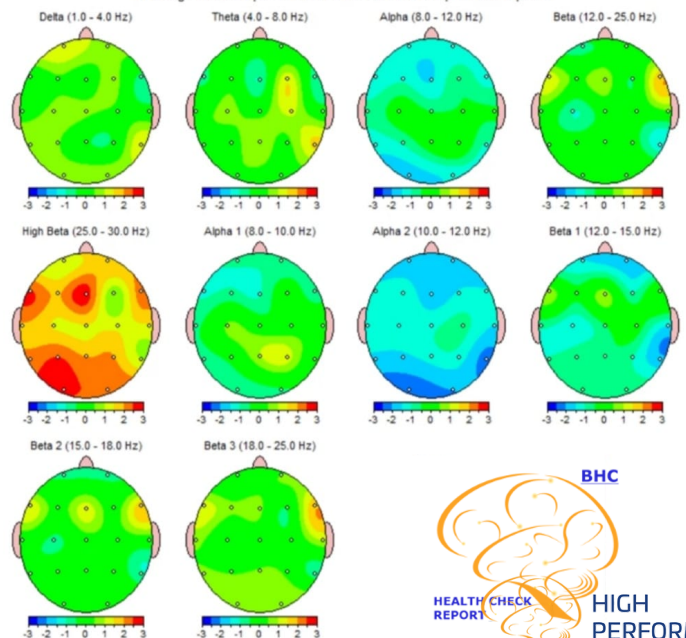 Delta (1.0 - 4.0 Hz)
Theta (4.0 - 8.0 Hz)
Alpha (8.0 - 12.0 Hz)
Beta (12.0 - 25.0 Hz)
-3 -2 -1 0 1 2 3
-3 -2 -1 0 1 2 3
-3 -2 -1 0 1 2 3
-3 -2 -1 0 1 2 3
High Beta (25.0 - 30.0 Hz)
Alpha 1 (8.0 - 10.0 Hz)
Alpha 2 (10.0 - 12.0 Hz)
Beta 1 (12.0 - 15.0 Hz)
-3 -2 -1 0 1 2 3
-3 -2 -1 0 1 2 3
-3 -2 -1 0 1 2 3
-3 -2 -1 0 1 2 3
Beta 2 (15.0 - 18.0 Hz)
Beta 3 (18.0 - 25.0 Hz)
-3 -2 -1 0 1 2 3
-3 -2 -1 0 1 2 3
BHC
HEALTH CHECK
REPORT
HIGH
PERFOR